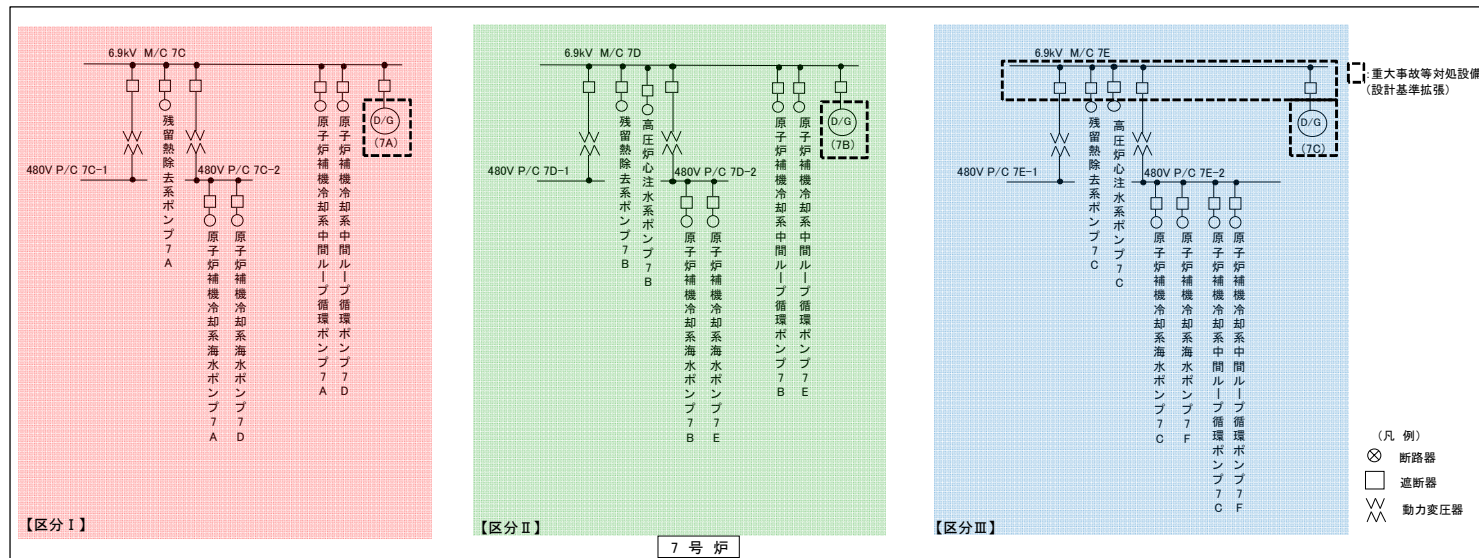 6.9kV M/C 7C
D/G
(7A)
残留熱除去系ポンプ7A
原子炉補機冷却系中間ループ循環ポンプ7A
原子炉補機冷却系中間ループ循環ポンプ7D
480V P/C 7C-1
480V P/C 7C-2
原子炉補機冷却系海水ポンプ7A
原子炉補機冷却系海水ポンプ7D
【区分Ⅰ】
6.9kV M/C 7D
D/G
(7B)
残留熱除去系ポンプ7B
高圧炉心注水系ポンプ7B
原子炉補機冷却系中間ループ循環ポンプ7B
原子炉補機冷却系中間ループ循環ポンプ7E
480V P/C 7D-1
480V P/C 7D-2
原子炉補機冷却系海水ポンプ7B
原子炉補機冷却系海水ポンプ7E
【区分Ⅱ】
6.9kV M/C 7E
D/G
(7C)
残留熱除去系ポンプ7C
高圧炉心注水系ポンプ7C
480V P/C 7E-1
480V P/C 7E-2
原子炉補機冷却系海水ポンプ7C
原子炉補機冷却系海水ポンプ7F
原子炉補機冷却系中間ループ循環ポンプ7C
原子炉補機冷却系中間ループ循環ポンプ7F
【区分Ⅲ】
:重大事故等対処設備
(設計基準拡張)
(凡 例)
断路器
遮断器
動力変圧器
7 号 炉